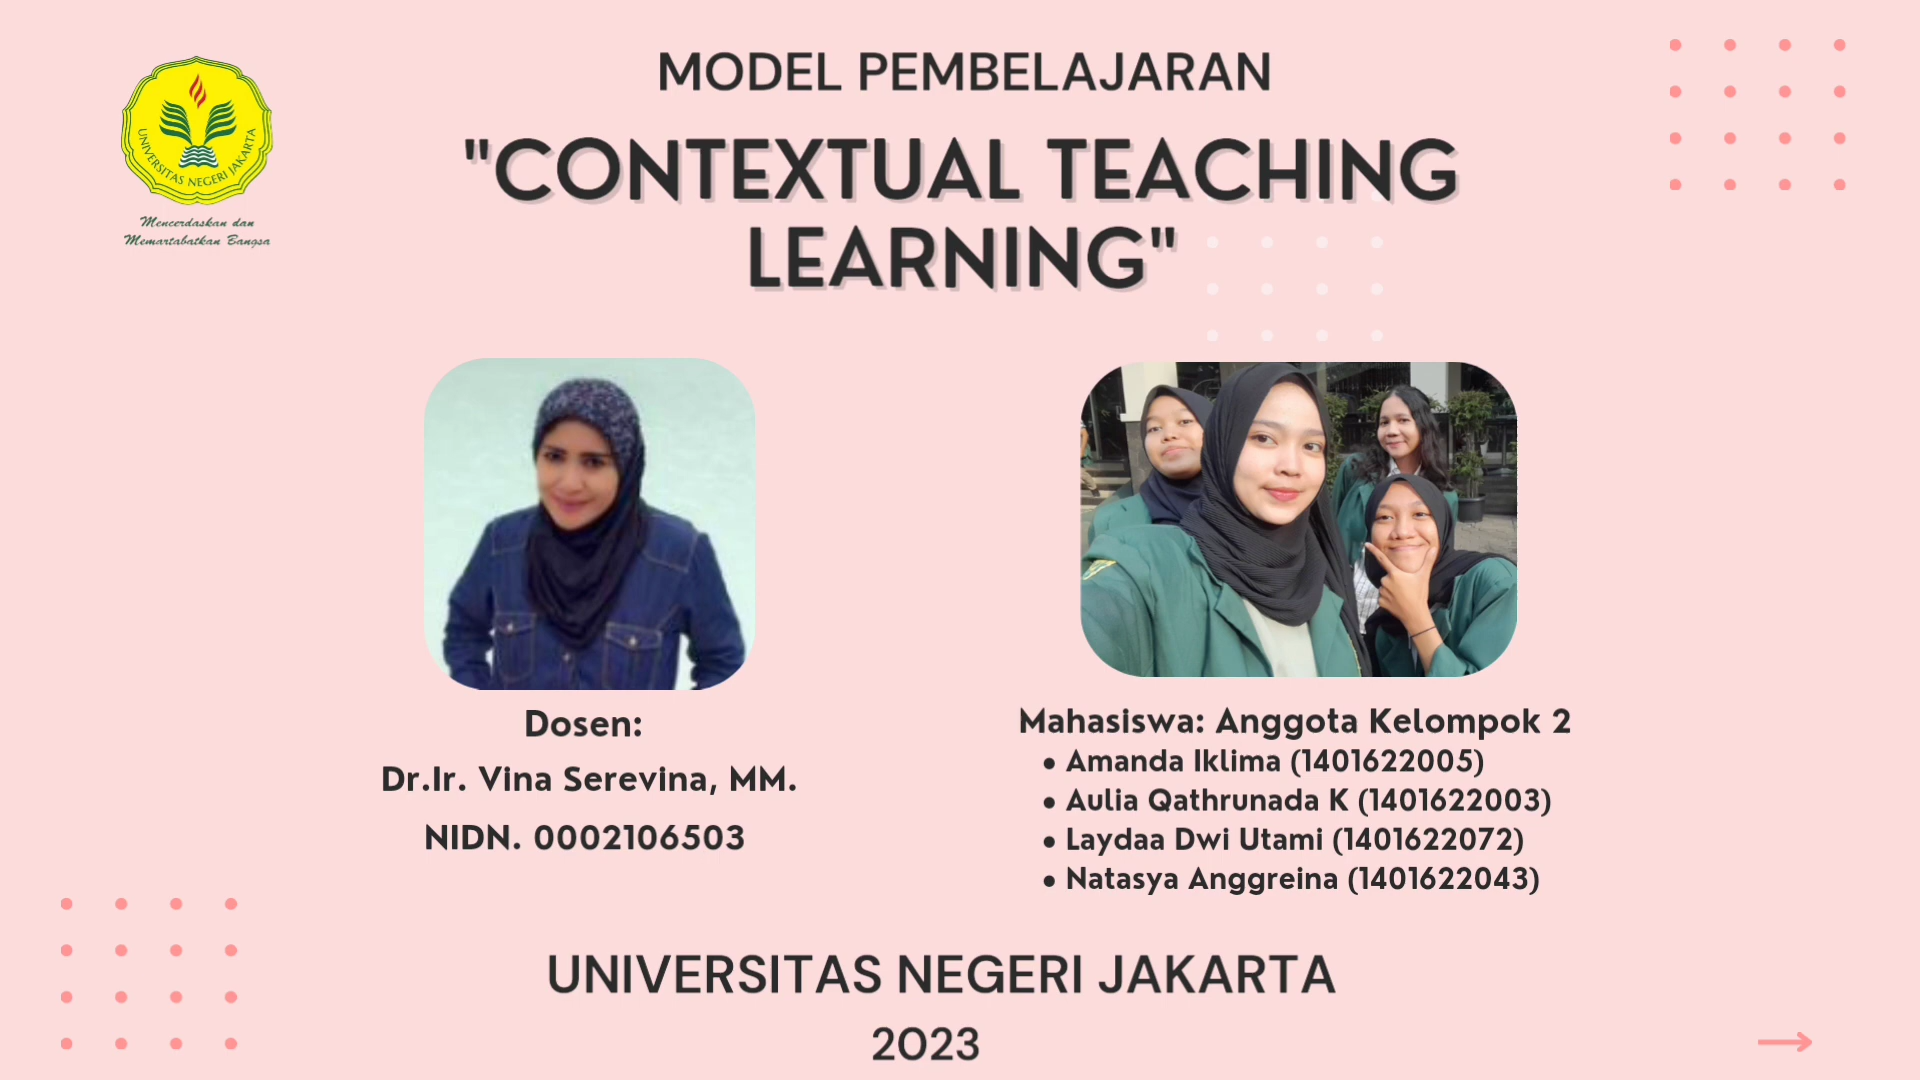 UNIVERSITAS NEGERI JAKARTA
Mencerdaskan dan
Memartabatkan Bangsa
MODEL PEMBELAJARAN
"CONTEXTUAL TEACHING
LEARNING"
Dosen:
Dr.Ir. Vina Serevina, MM.
NIDN. 0002106503
Mahasiswa: Anggota Kelompok 2
• Amanda Iklima (1401622005)
• Aulia Qathrunada K (1401622003)
• Laydaa Dwi Utami (1401622072)
• Natasya Anggreina (1401622043)
UNIVERSITAS NEGERI JAKARTA
2023